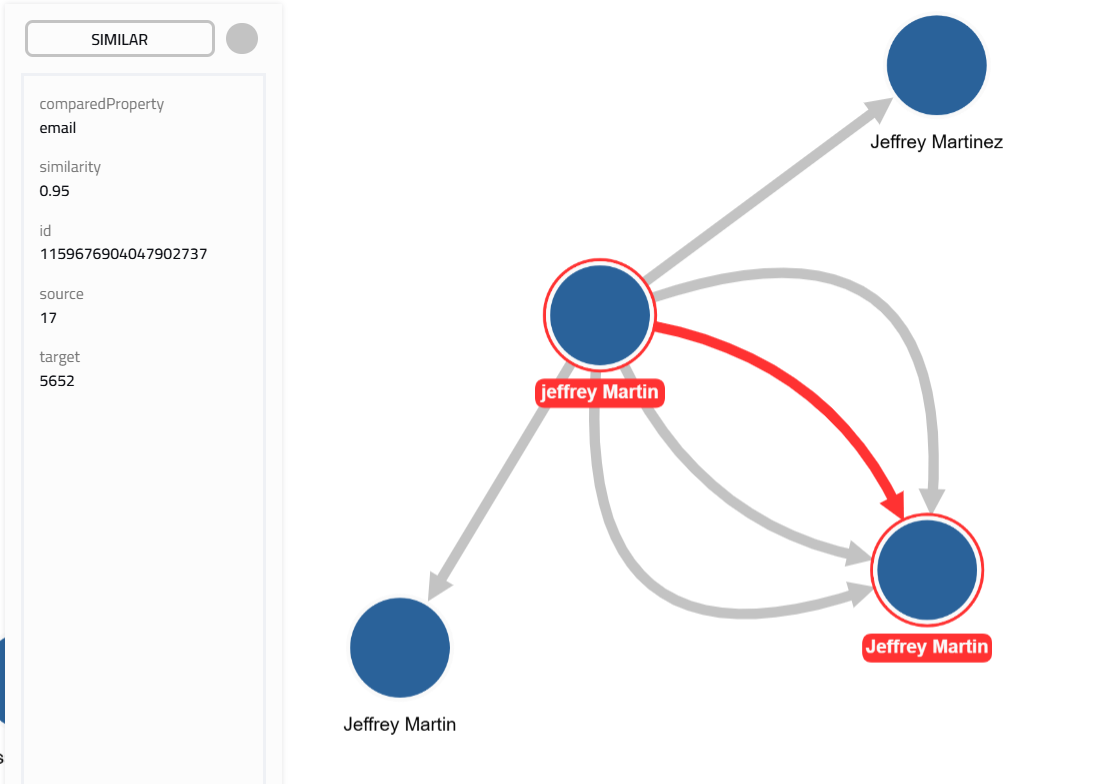 SIMILAR
comparedProperty
email
similarity
0.95
id
1159676904047902737
source
17
target
5652
Jeffrey Martinez
jeffrey Martin
Jeffrey Martin
Jeffrey Martin
s